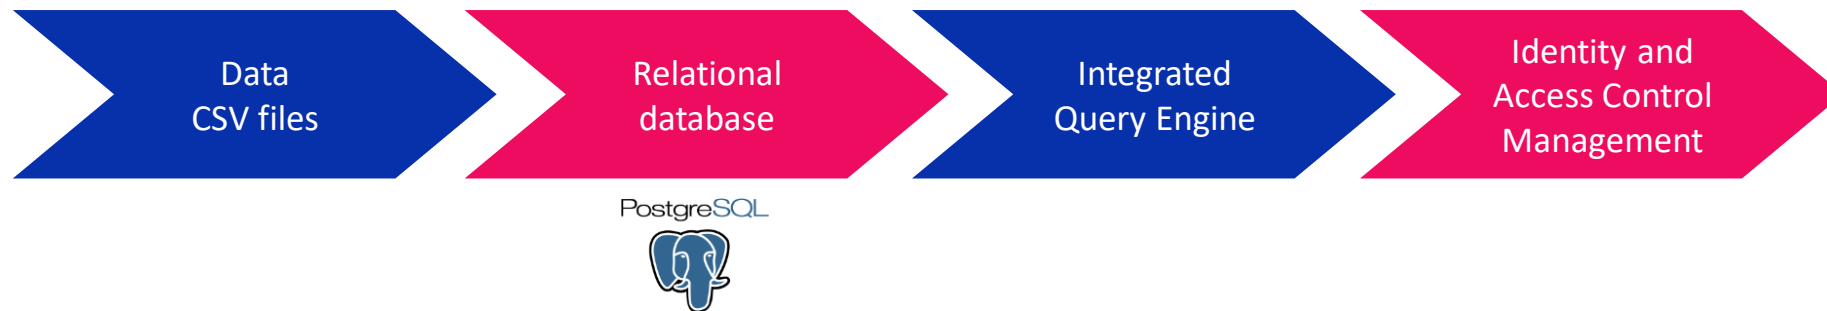 Data
CSV files
Relational
database
Integrated
Query Engine
Identity and
Access Control
Management
PostgreSQL